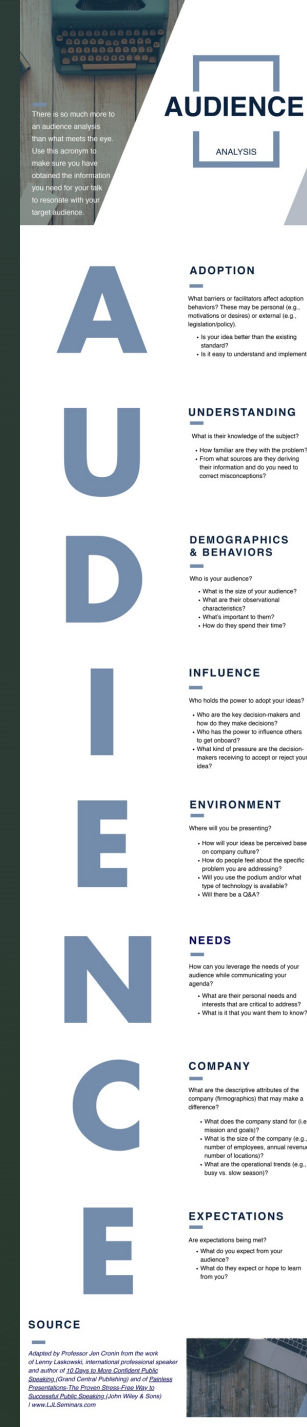 There is so much more to
an audience analysis
than what meets the eye.
Use this acronym to
make sure you have
obtained the information
you need for your talk
to resonate with your
target audience.
AUDIENCE
ANALYSIS
A
ADOPTION
What barriers or facilitators affect adoption
behaviors? These may be personal (e.g.,
motivations or desires) or external (e.g.,
legislation/policy).
• Is your idea better than the existing
standard?
• Is it easy to understand and implement
U
UNDERSTANDING
What is their knowledge of the subject?
• How familiar are they with the problem?
• From what sources are they deriving
their information and do you need to
correct misconceptions?
D
DEMOGRAPHICS
& BEHAVIORS
Who is your audience?
• What is the size of your audience?
• What are their observational
characteristics?
• What's important to them?
• How do they spend their time?
I
INFLUENCE
Who holds the power to adopt your ideas?
• Who are the key decision-makers and
how do they make decisions?
• Who has the power to influence others
to get onboard?
• What kind of pressure are the decision-
makers receiving to accept or reject your
idea?
E
ENVIRONMENT
Where will you be presenting?
• How will your ideas be perceived base
on company culture?
• How do people feel about the specific
problem you are addressing?
• Will you use the podium and/or what
type of technology is available?
• Will there be a Q&A?
N
NEEDS
How can you leverage the needs of your
audience while communicating your
agenda?
• What are their personal needs and
interests that are critical to address?
• What is it that you want them to know?
C
COMPANY
What are the descriptive attributes of the
company (firmographics) that may make a
difference?
• What does the company stand for (i.e
mission and goals)?
• What is the size of the company (e.g.,
number of employees, annual revenue
number of locations)?
• What are the operational trends (e.g.,
busy vs. slow season)?
E
EXPECTATIONS
Are expectations being met?
• What do you expect from your
audience?
• What do they expect or hope to learn
from you?
SOURCE
Adapted by Professor Jen Cronin from the work
of Lenny Laskowski, international professional speaker
and author of 10 Days to More Confident Public
Speaking (Grand Central Publishing) and of Painless
Presentations-The Proven Stress-Free Way to
Successful Public Speaking (John Wiley & Sons)
I www.LJLSeminars.com